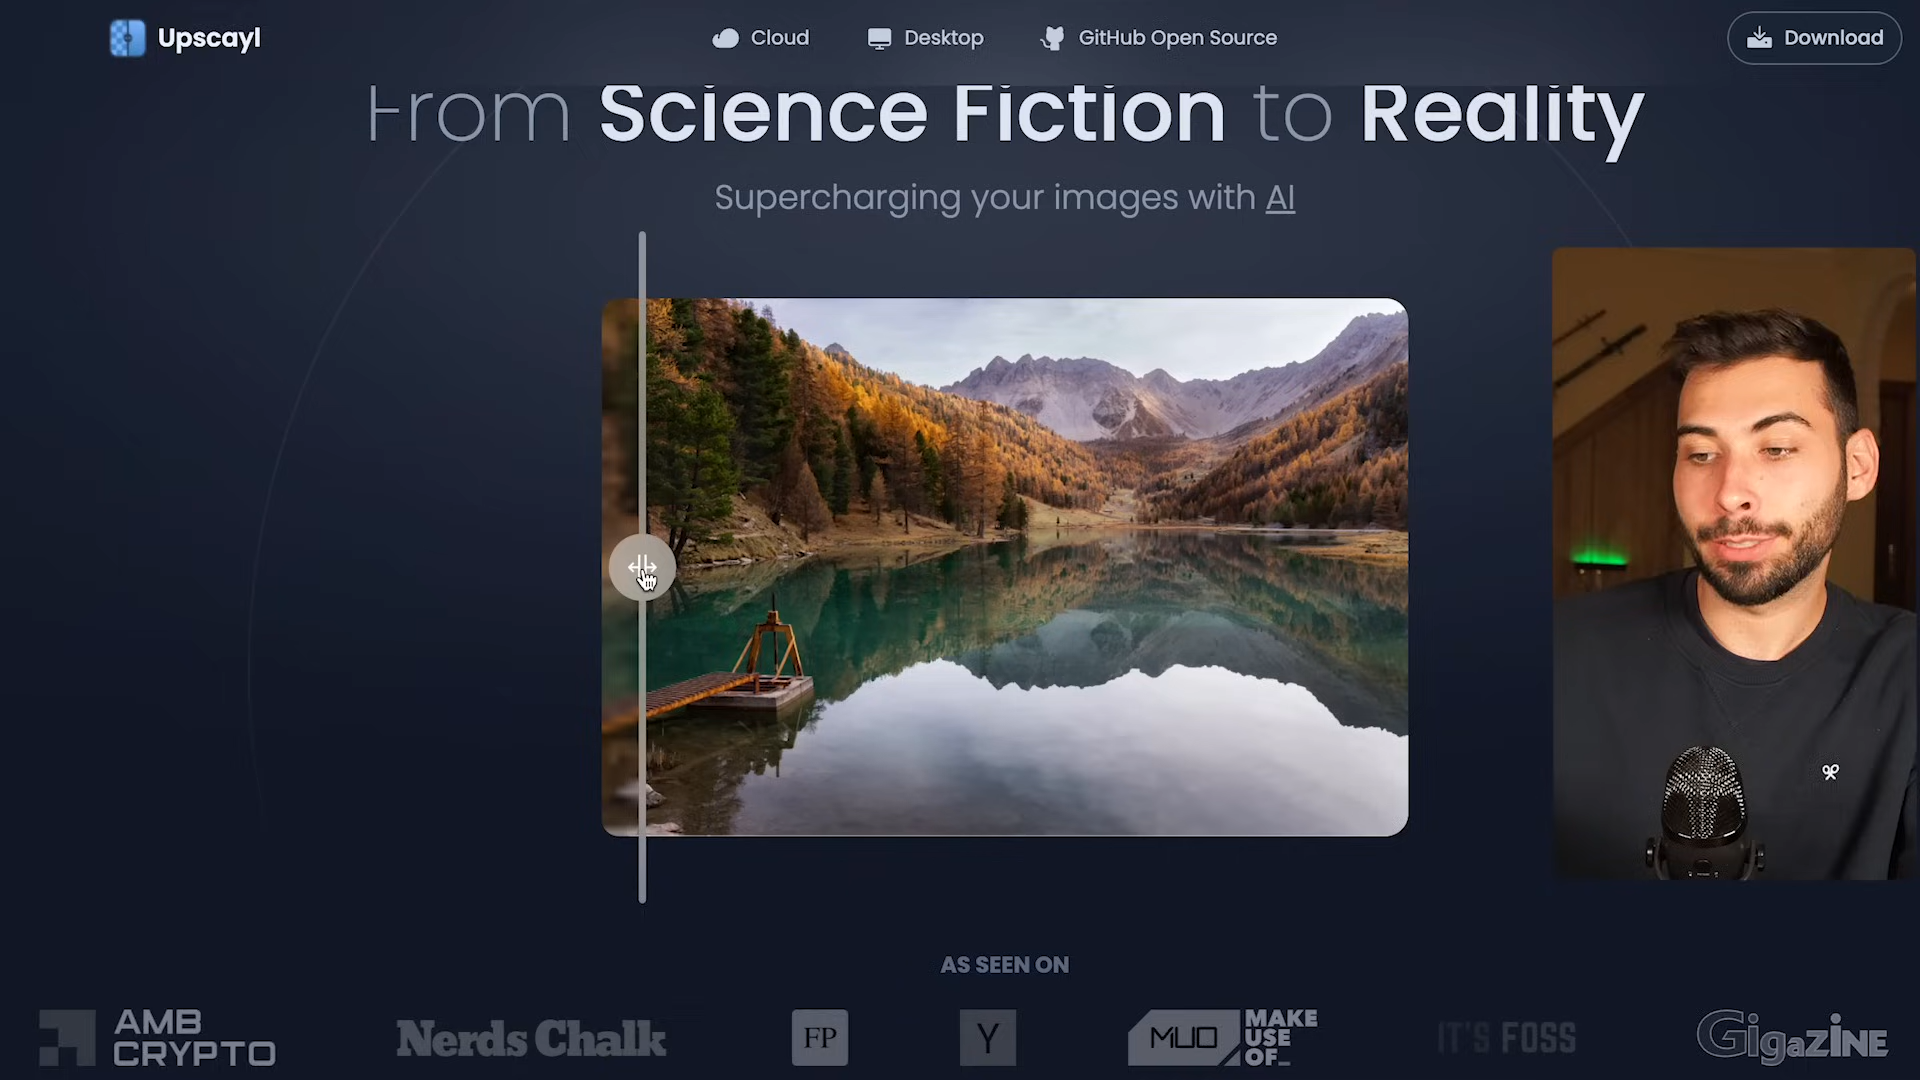 Upscayl
Cloud
Desktop
GitHub Open Source
Download
From Science Fiction to Reality
Supercharging your images with AI
AS SEEN ON
AMB
CRYPTO
Nerds Chalk
FP
Y
MUO
MAKE
USE
OF_
IT'S FOSS
GigaZiNE